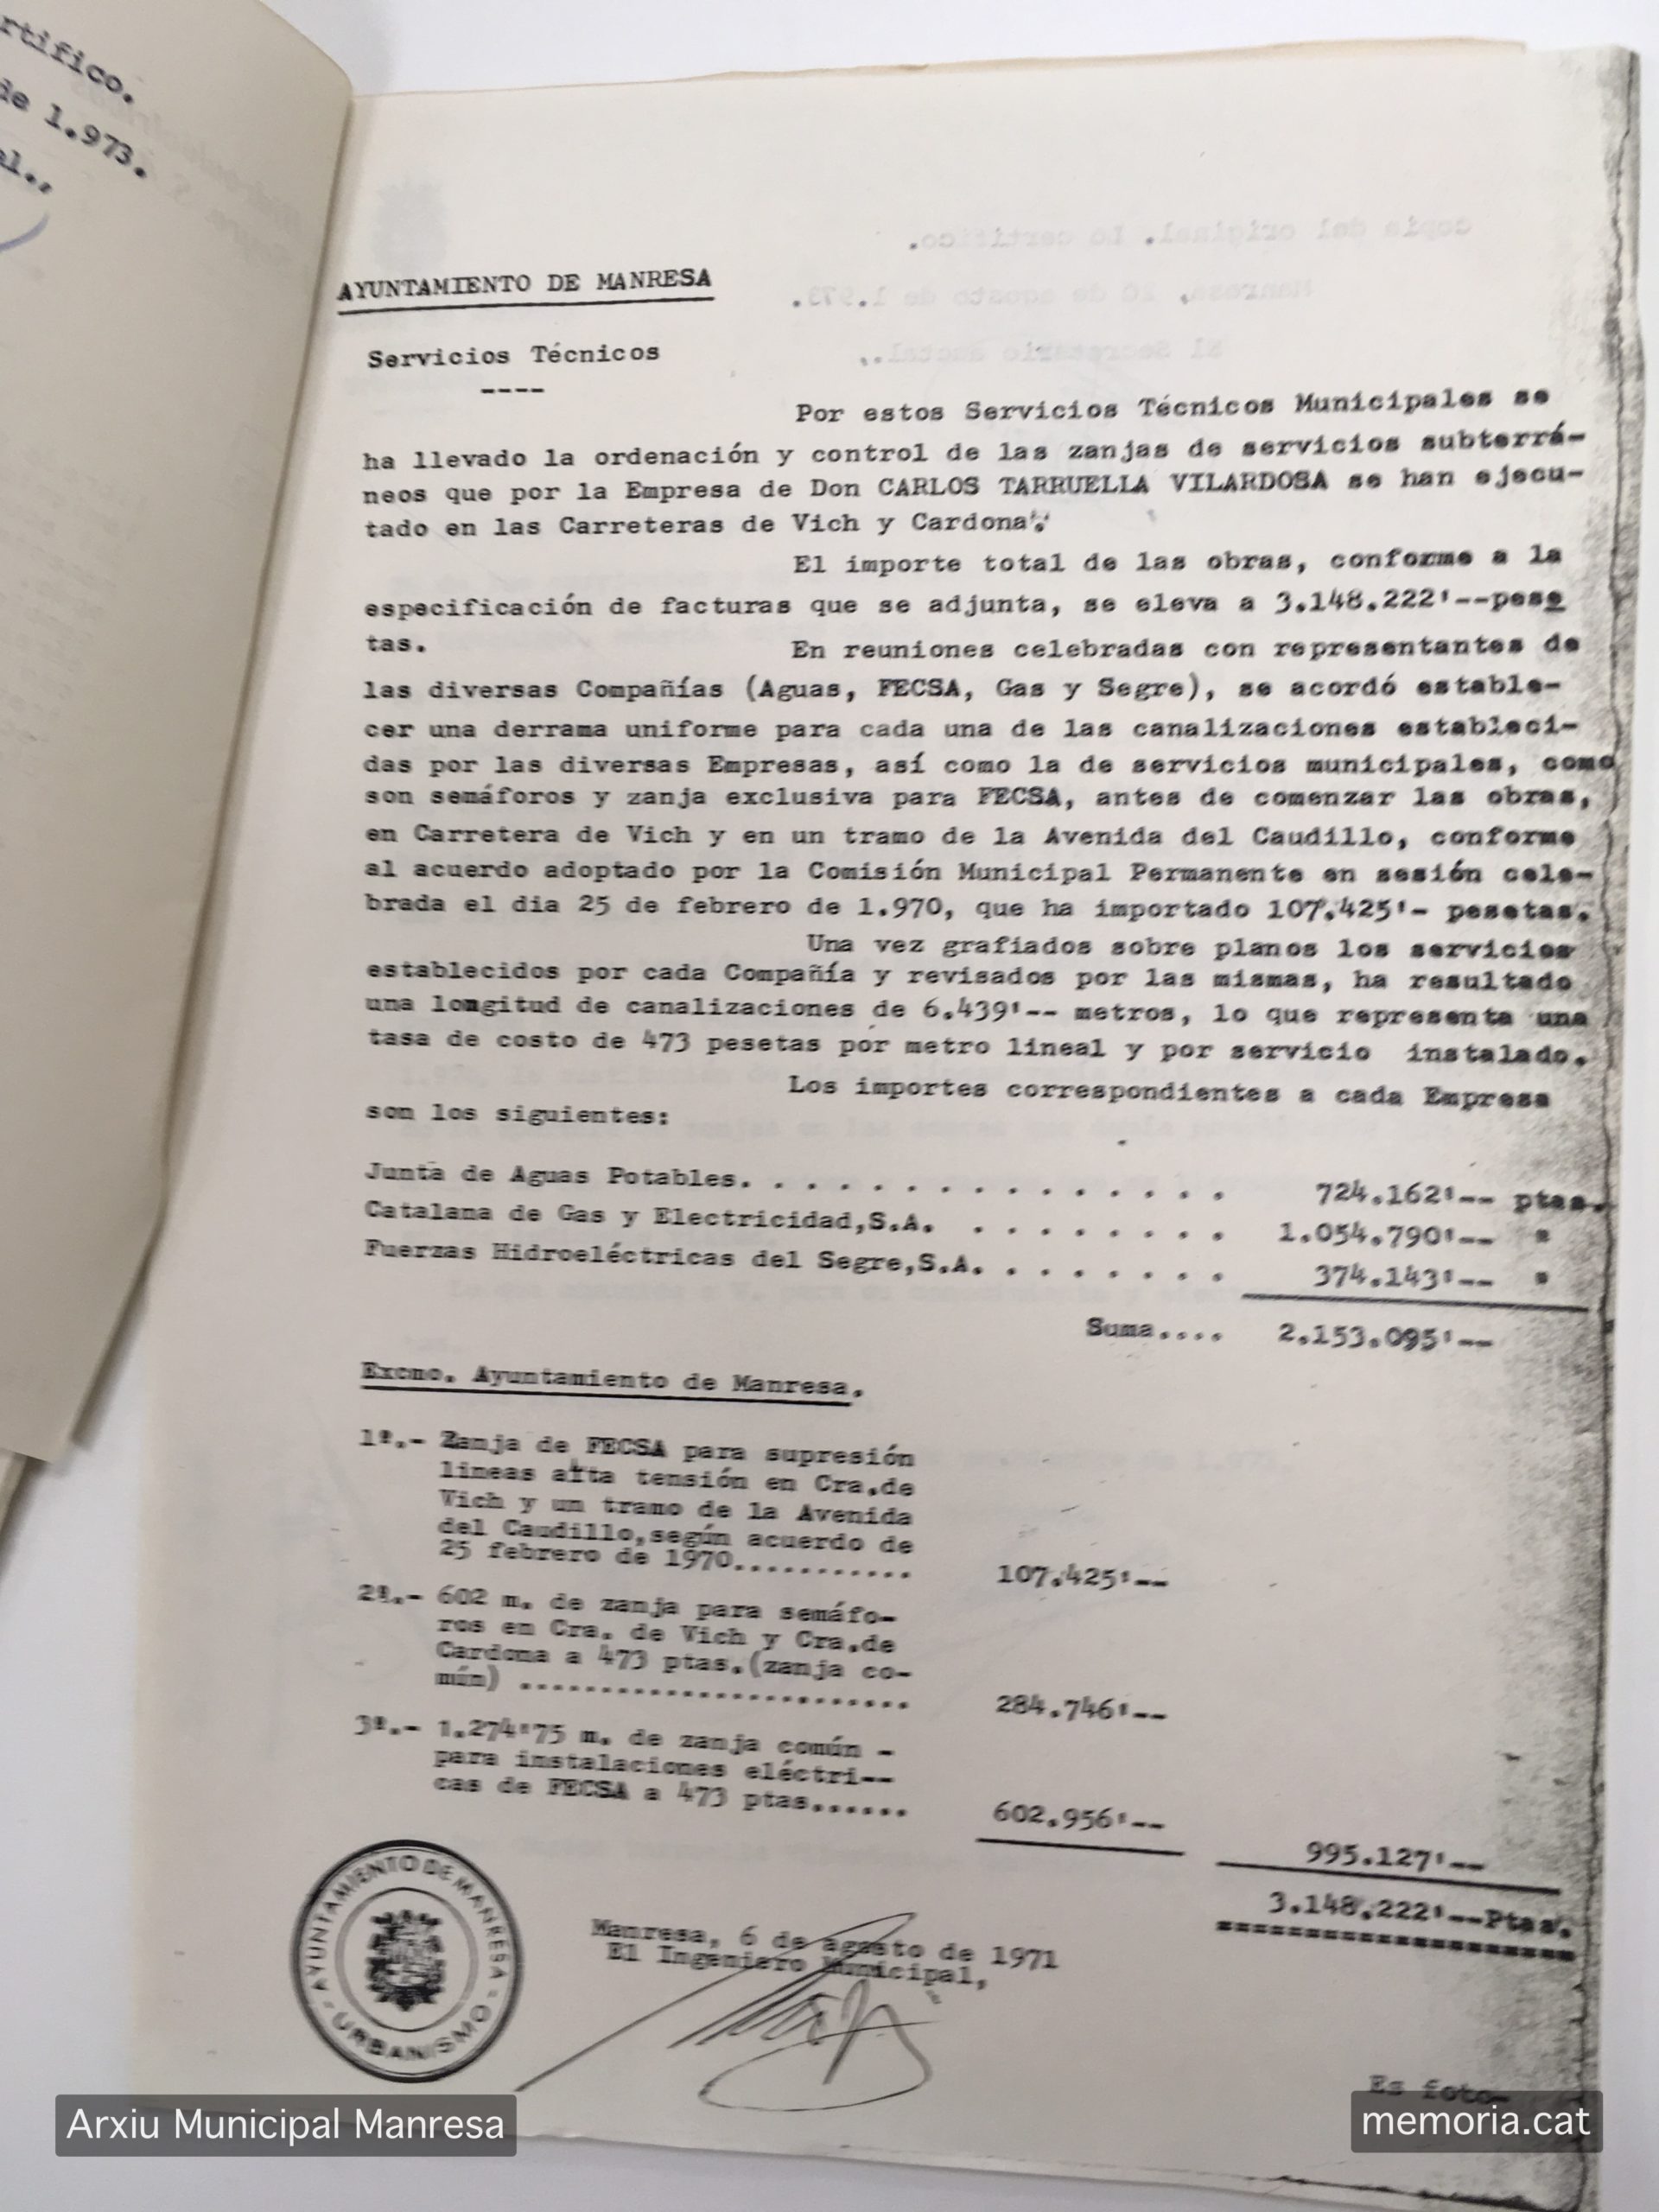 rtifico.
de 1.973.
al.,
Copia del original. Lo certifico.
Manresa, 20 de agosto de 1.973.
El Secretario acctal..
AYUNTAMIENTO DE MANRESA
Servicios Técnicos
----
Por estos Servicios Técnicos Municipales se
ha llevado la ordenación y control de las zanjas de servicios subterrá-
neos que por la Empresa de Don CARLOS TARRUELLA VILARDOSA se han ejecu-
tado en las Carreteras de Vich y Cardona.
El importe total de las obras, conforme a la
especificación de facturas que se adjunta, se eleva a 3.148.222'--pese
tas.
En reuniones celebradas con representantes de
las diversas Compañías (Aguas, FECSA, Gas y Segre), se acordó estable-
cer una derrama uniforme para cada una de las canalizaciones estableci-
das por las diversas Empresas, así como la de servicios municipales, como
son semáforos y zanja exclusiva para FECSA, antes de comenzar las obras,
en Carretera de Vich y en un tramo de la Avenida del Caudillo, conforme
al acuerdo adoptado por la Comisión Municipal Permanente en sesión cele-
brada el dia 25 de febrero de 1.970, que ha importado 107.425'- pesetas.
Una vez grafiados sobre planos los servicios
establecidos por cada Compañía y revisados por las mismas, ha resultado
una longitud de canalizaciones de 6.439'-- metros, lo que representa una
tasa de costo de 473 pesetas por metro lineal y por servicio instalado.
Los importes correspondientes a cada Empresa
son los siguientes:
Junta de Aguas Potables. . . . . . . . . . . . . . . 724.162'-- ptas.
Catalana de Gas y Electricidad,S.A. . . . . . . . . 1.054.790'-- "
Fuerzas Hidroeléctricas del Segre,S.A. . . . . . . . 374.143'-- "
Suma.... 2.153.095'--
Excmo. Ayuntamiento de Manresa.
1º.- Zanja de FECSA para supresión
lineas alta tensión en Cra.de
Vich y un tramo de la Avenida
del Caudillo,según acuerdo de
25 febrero de 1970........... 107.425'--
2º.- 602 m. de zanja para semáfo-
ros en Cra. de Vich y Cra.de
Cardona a 473 ptas.(zanja co-
mún) ........................ 284.746'--
3º.- 1.274'75 m. de zanja común -
para instalaciones eléctri--
cas de FECSA a 473 ptas...... 602.956'--
995.127'--
3.148.222'--Ptas.
Manresa, 6 de agosto de 1971
El Ingeniero Municipal,
AYUNTAMIENTO DE MANRESA
URBANISMO
Es foto-
Arxiu Municipal Manresa
memoria.cat